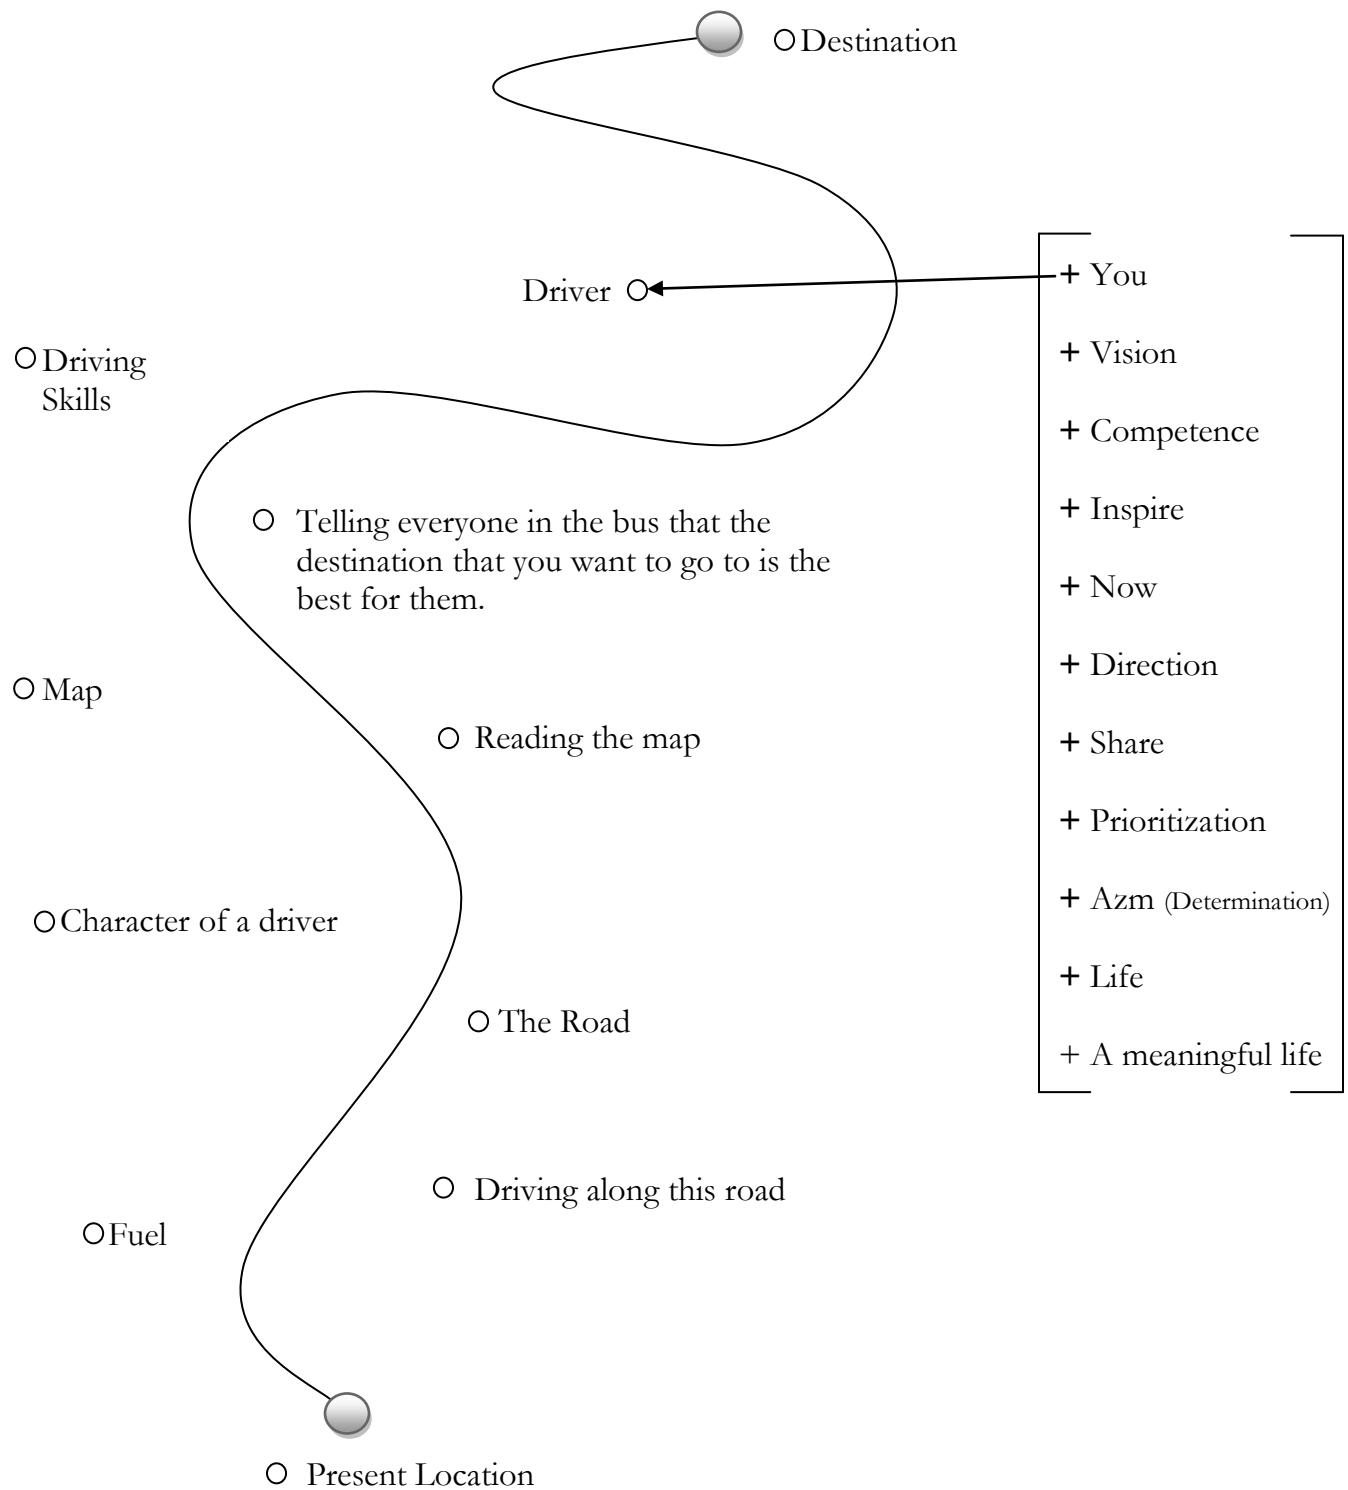 Destination
Driver
Driving
Skills
Telling everyone in the bus that the
destination that you want to go to is the
best for them.
Map
Reading the map
Character of a driver
The Road
Driving along this road
Fuel
Present Location
+ You
+ Vision
+ Competence
+ Inspire
+ Now
+ Direction
+ Share
+ Prioritization
+ Azm (Determination)
+ Life
+ A meaningful life